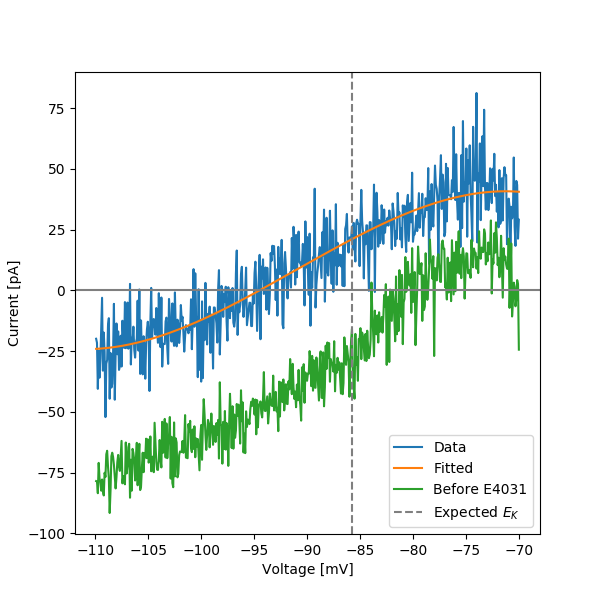 75
50
25
0
−25
−50
−75
−100
Current [pA]
Data
Fitted
Before E4031
Expected E_K
−110 −105 −100 −95 −90 −85 −80 −75 −70
Voltage [mV]